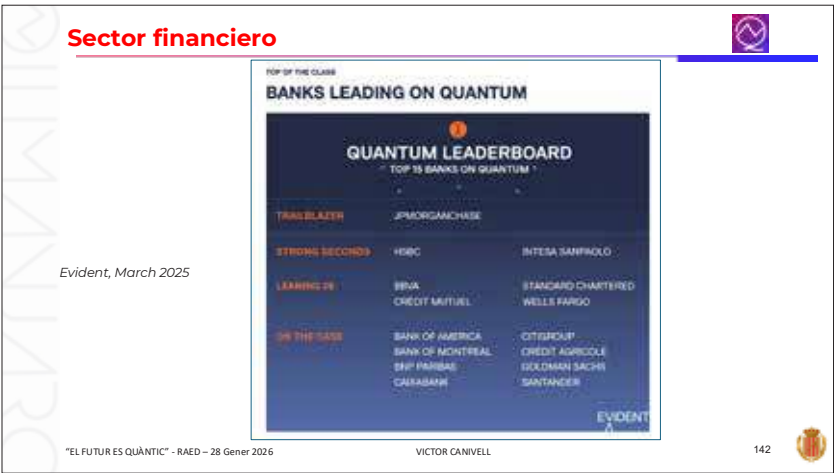 Sector financiero
TOP OF THE CLASS
BANKS LEADING ON QUANTUM
QUANTUM LEADERBOARD
TOP 15 BANKS ON QUANTUM
TRAILBLAZER JPMORGANCHASE
STRONG SECONDS HSBC INTESA SANPAOLO
LEANING IN BBVA STANDARD CHARTERED
CRÉDIT MUTUEL WELLS FARGO
ON THE CASE BANK OF AMERICA CITIGROUP
BANK OF MONTREAL CRÉDIT AGRICOLE
BNP PARIBAS GOLDMAN SACHS
CAIXABANK SANTANDER
EVIDENT
Evident, March 2025
"EL FUTUR ES QUÀNTIC" - RAED – 28 Gener 2026 VICTOR CANIVELL 142